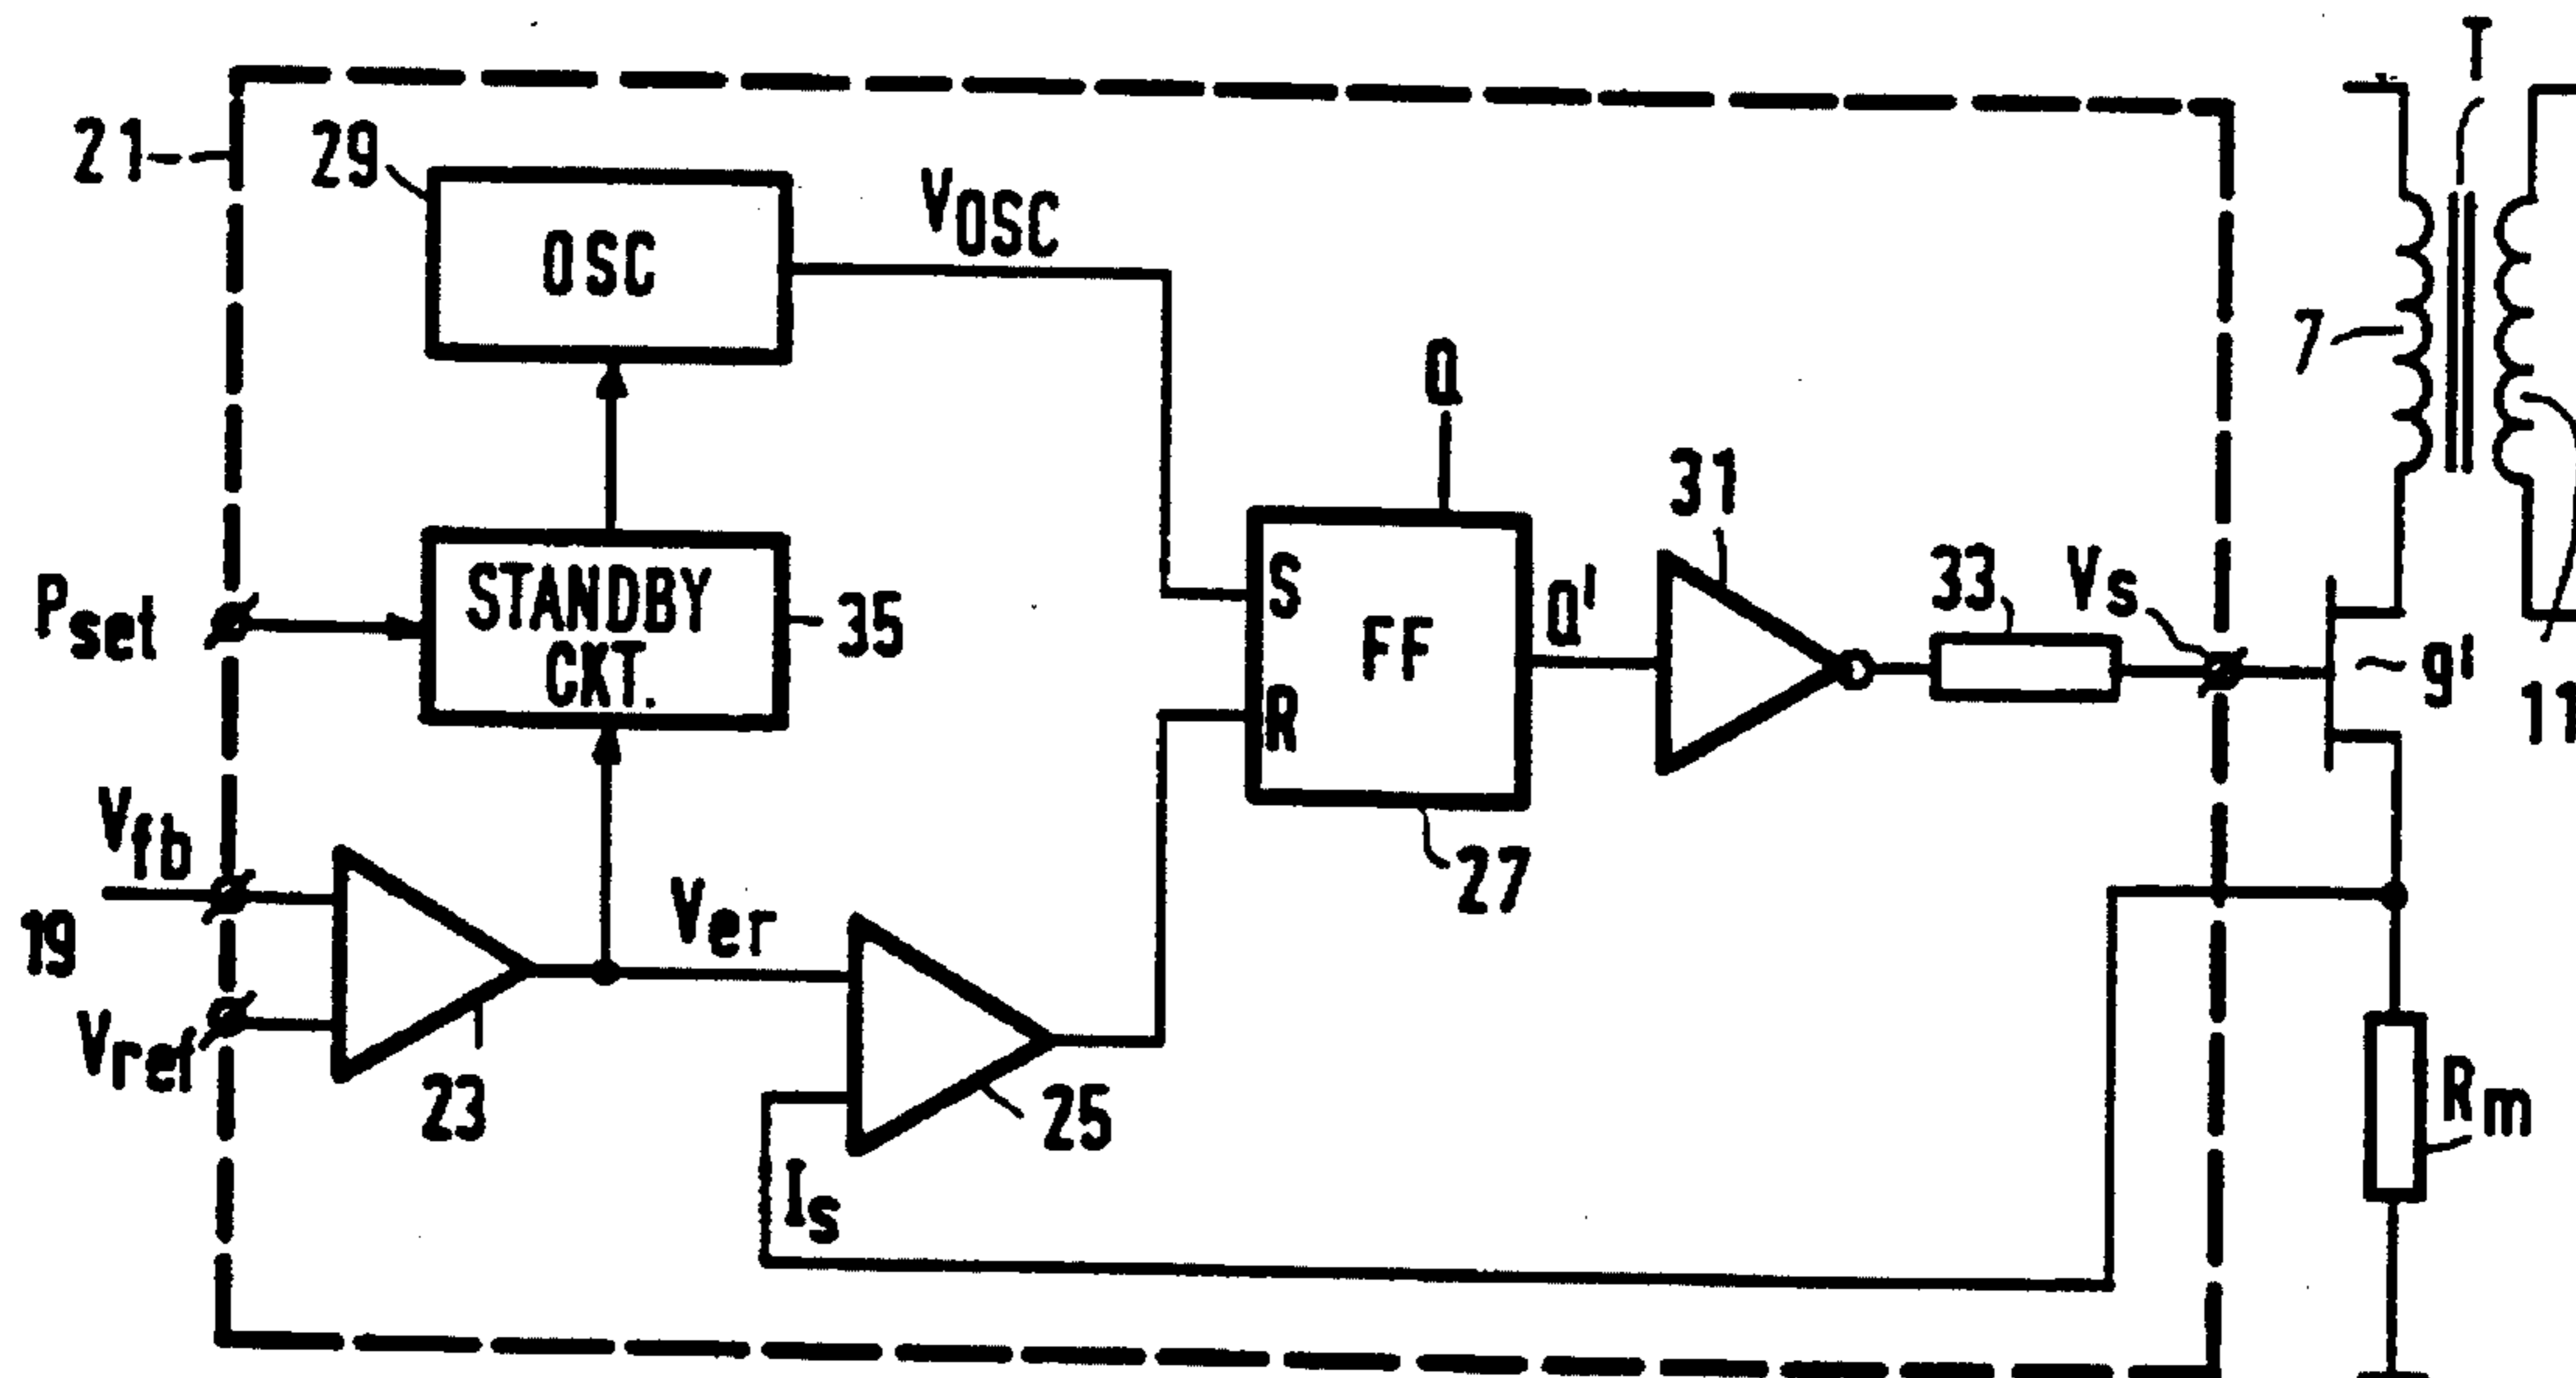 T
21
29
OSC
VOSC
7
Q
31
Pset
STANDBY
CKT.
35
S
FF
R
Q'
33
Vs
~ 9'
11
Vfb
19
Vref
23
Ver
25
27
Is
Rm